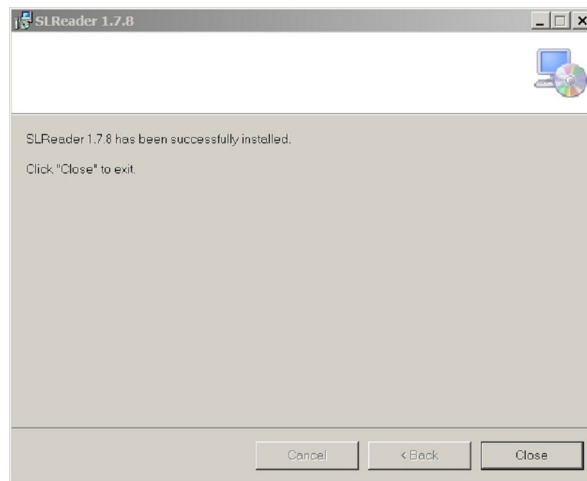 SLReader 1.7.8
SLReader 1.7.8 has been successfully installed.
Click "Close" to exit.
Cancel
< Back
Close